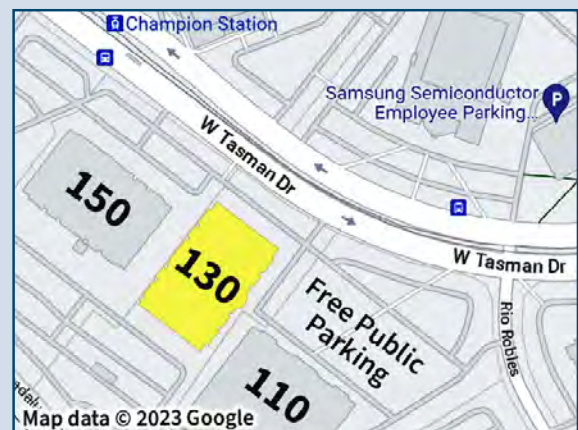 Champion Station
Samsung Semiconductor
Employee Parking...
P
W Tasman Dr
150
W Tasman Dr
130
Free Public
Parking
Rio Robles
110
Map data © 2023 Google